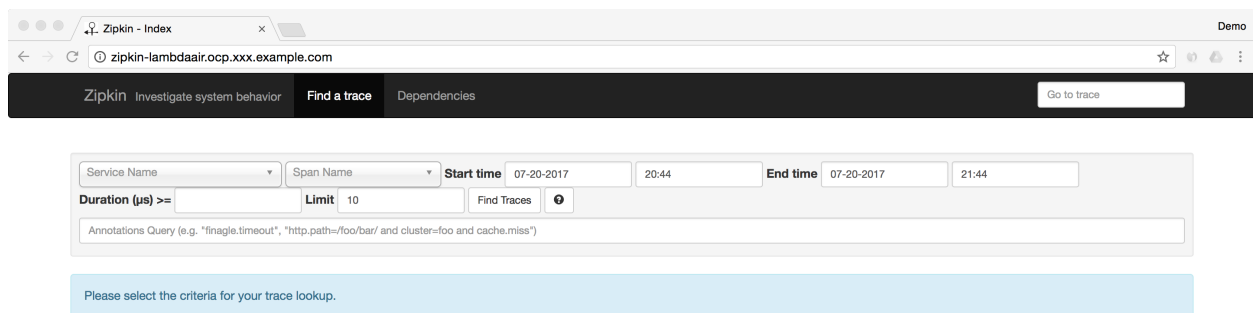 Zipkin - Index
Demo
zipkin-lambdaair.ocp.xxx.example.com
Zipkin Investigate system behavior Find a trace Dependencies Go to trace
Service Name Span Name Start time 07-20-2017 20:44 End time 07-20-2017 21:44
Duration (µs) >= Limit 10 Find Traces
Annotations Query (e.g. "finagle.timeout", "http.path=/foo/bar/ and cluster=foo and cache.miss")
Please select the criteria for your trace lookup.